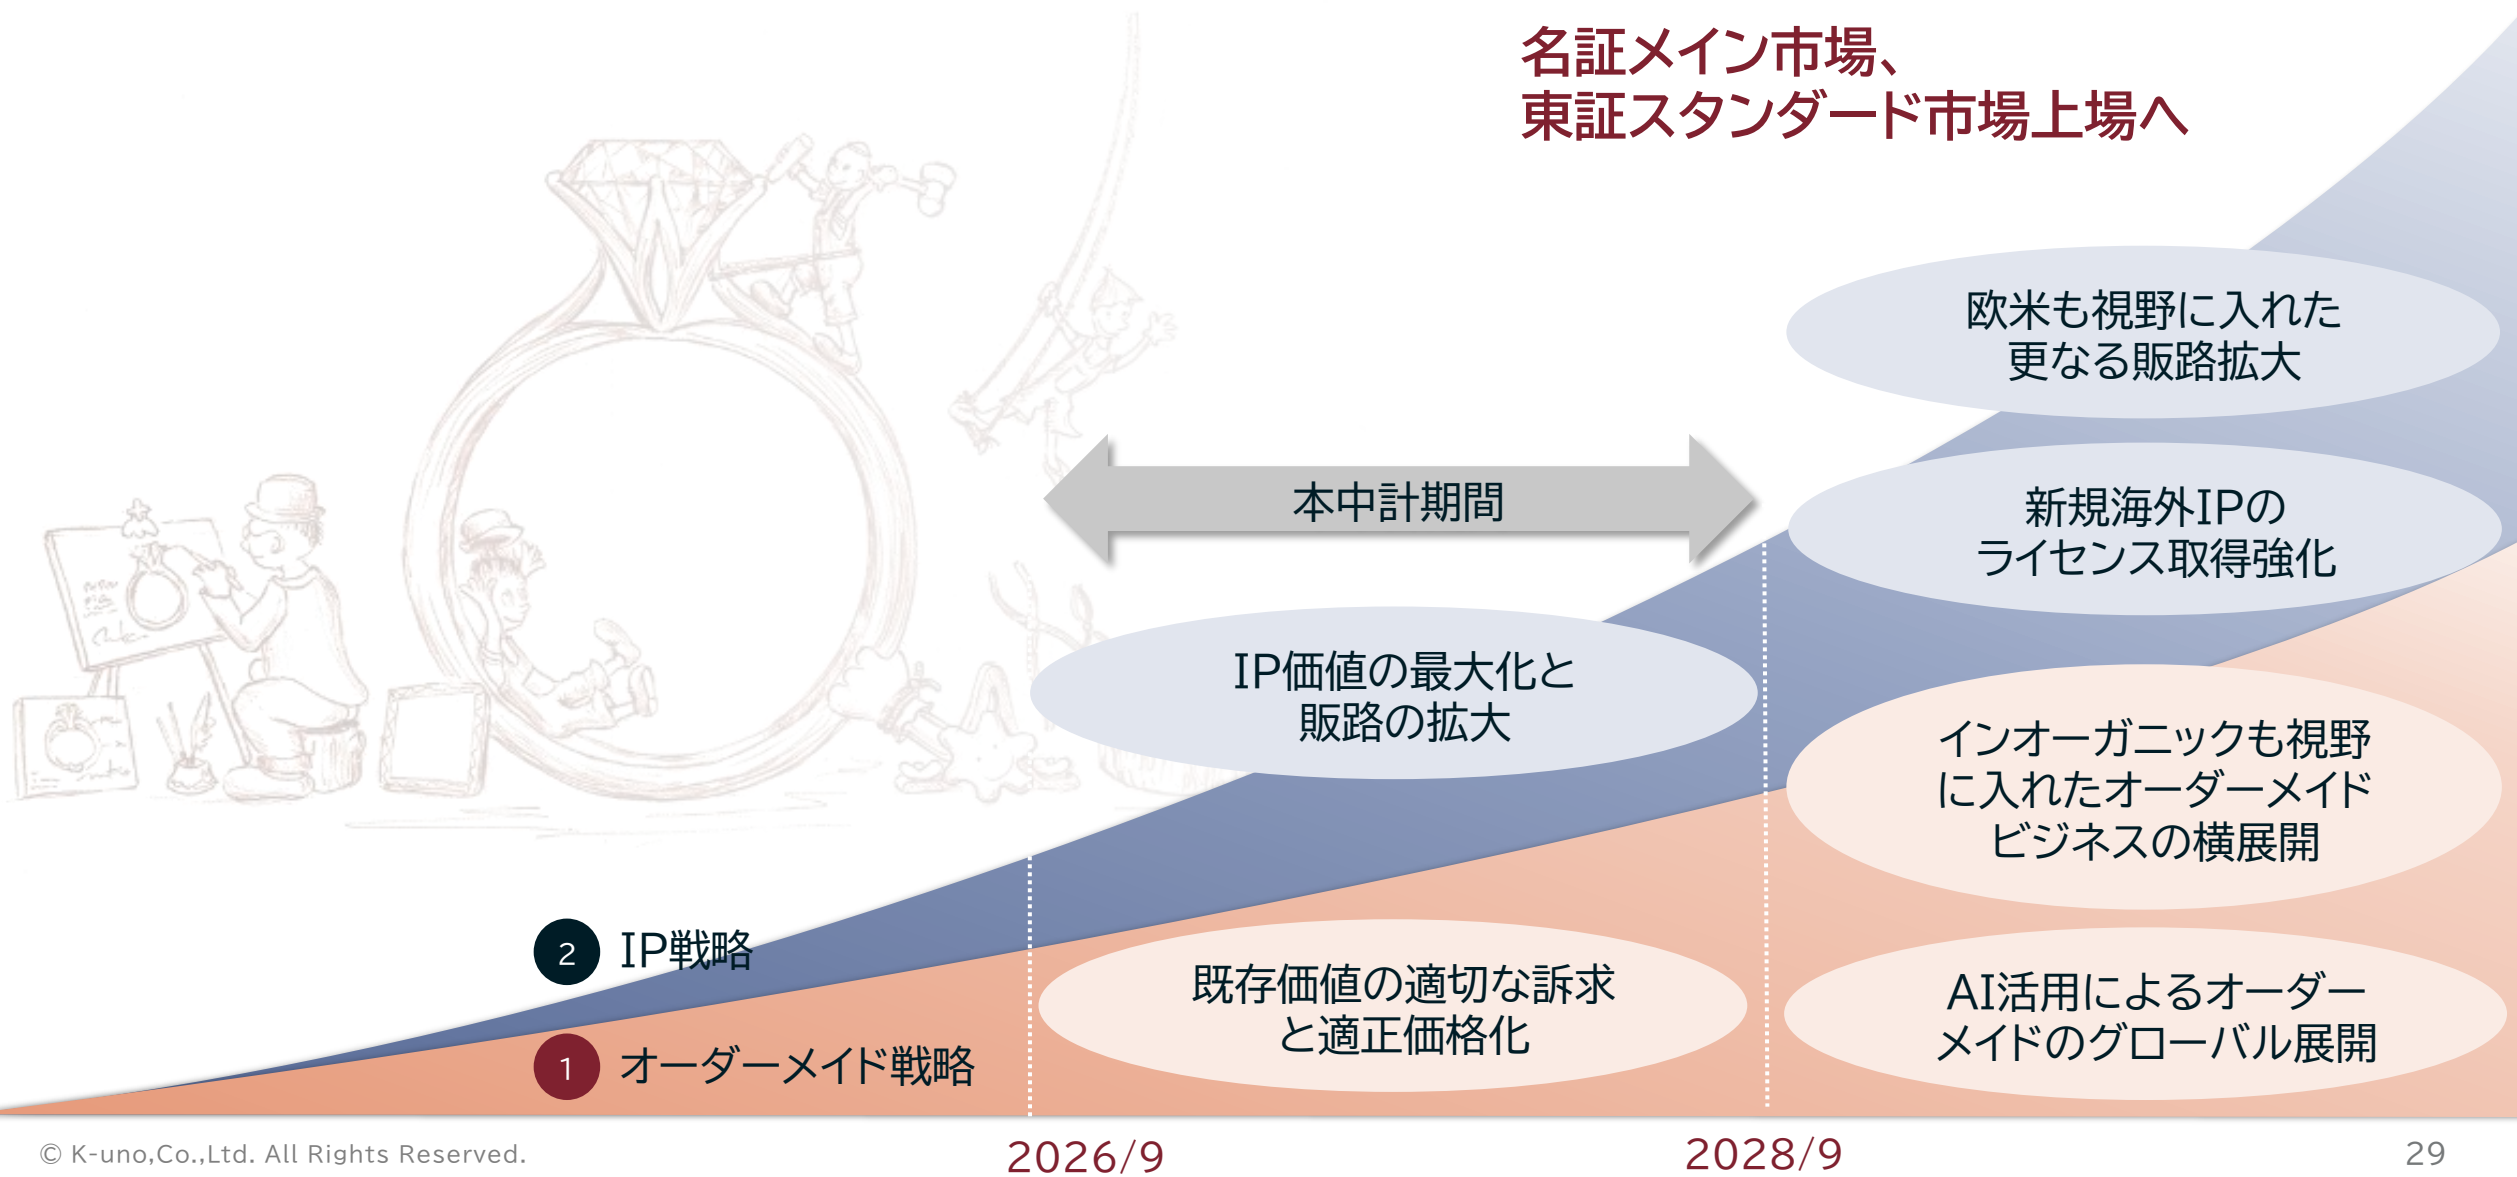 名証メイン市場、
東証スタンダード市場上場へ
欧米も視野に入れた
更なる販路拡大
本中計期間
新規海外IPの
ライセンス取得強化
IP価値の最大化と
販路の拡大
インオーガニックも視野
に入れたオーダーメイド
ビジネスの横展開
2 IP戦略
既存価値の適切な訴求
と適正価格化
AI活用によるオーダー
メイドのグローバル展開
1 オーダーメイド戦略
2026/9
2028/9
© K-uno,Co.,Ltd. All Rights Reserved.
29